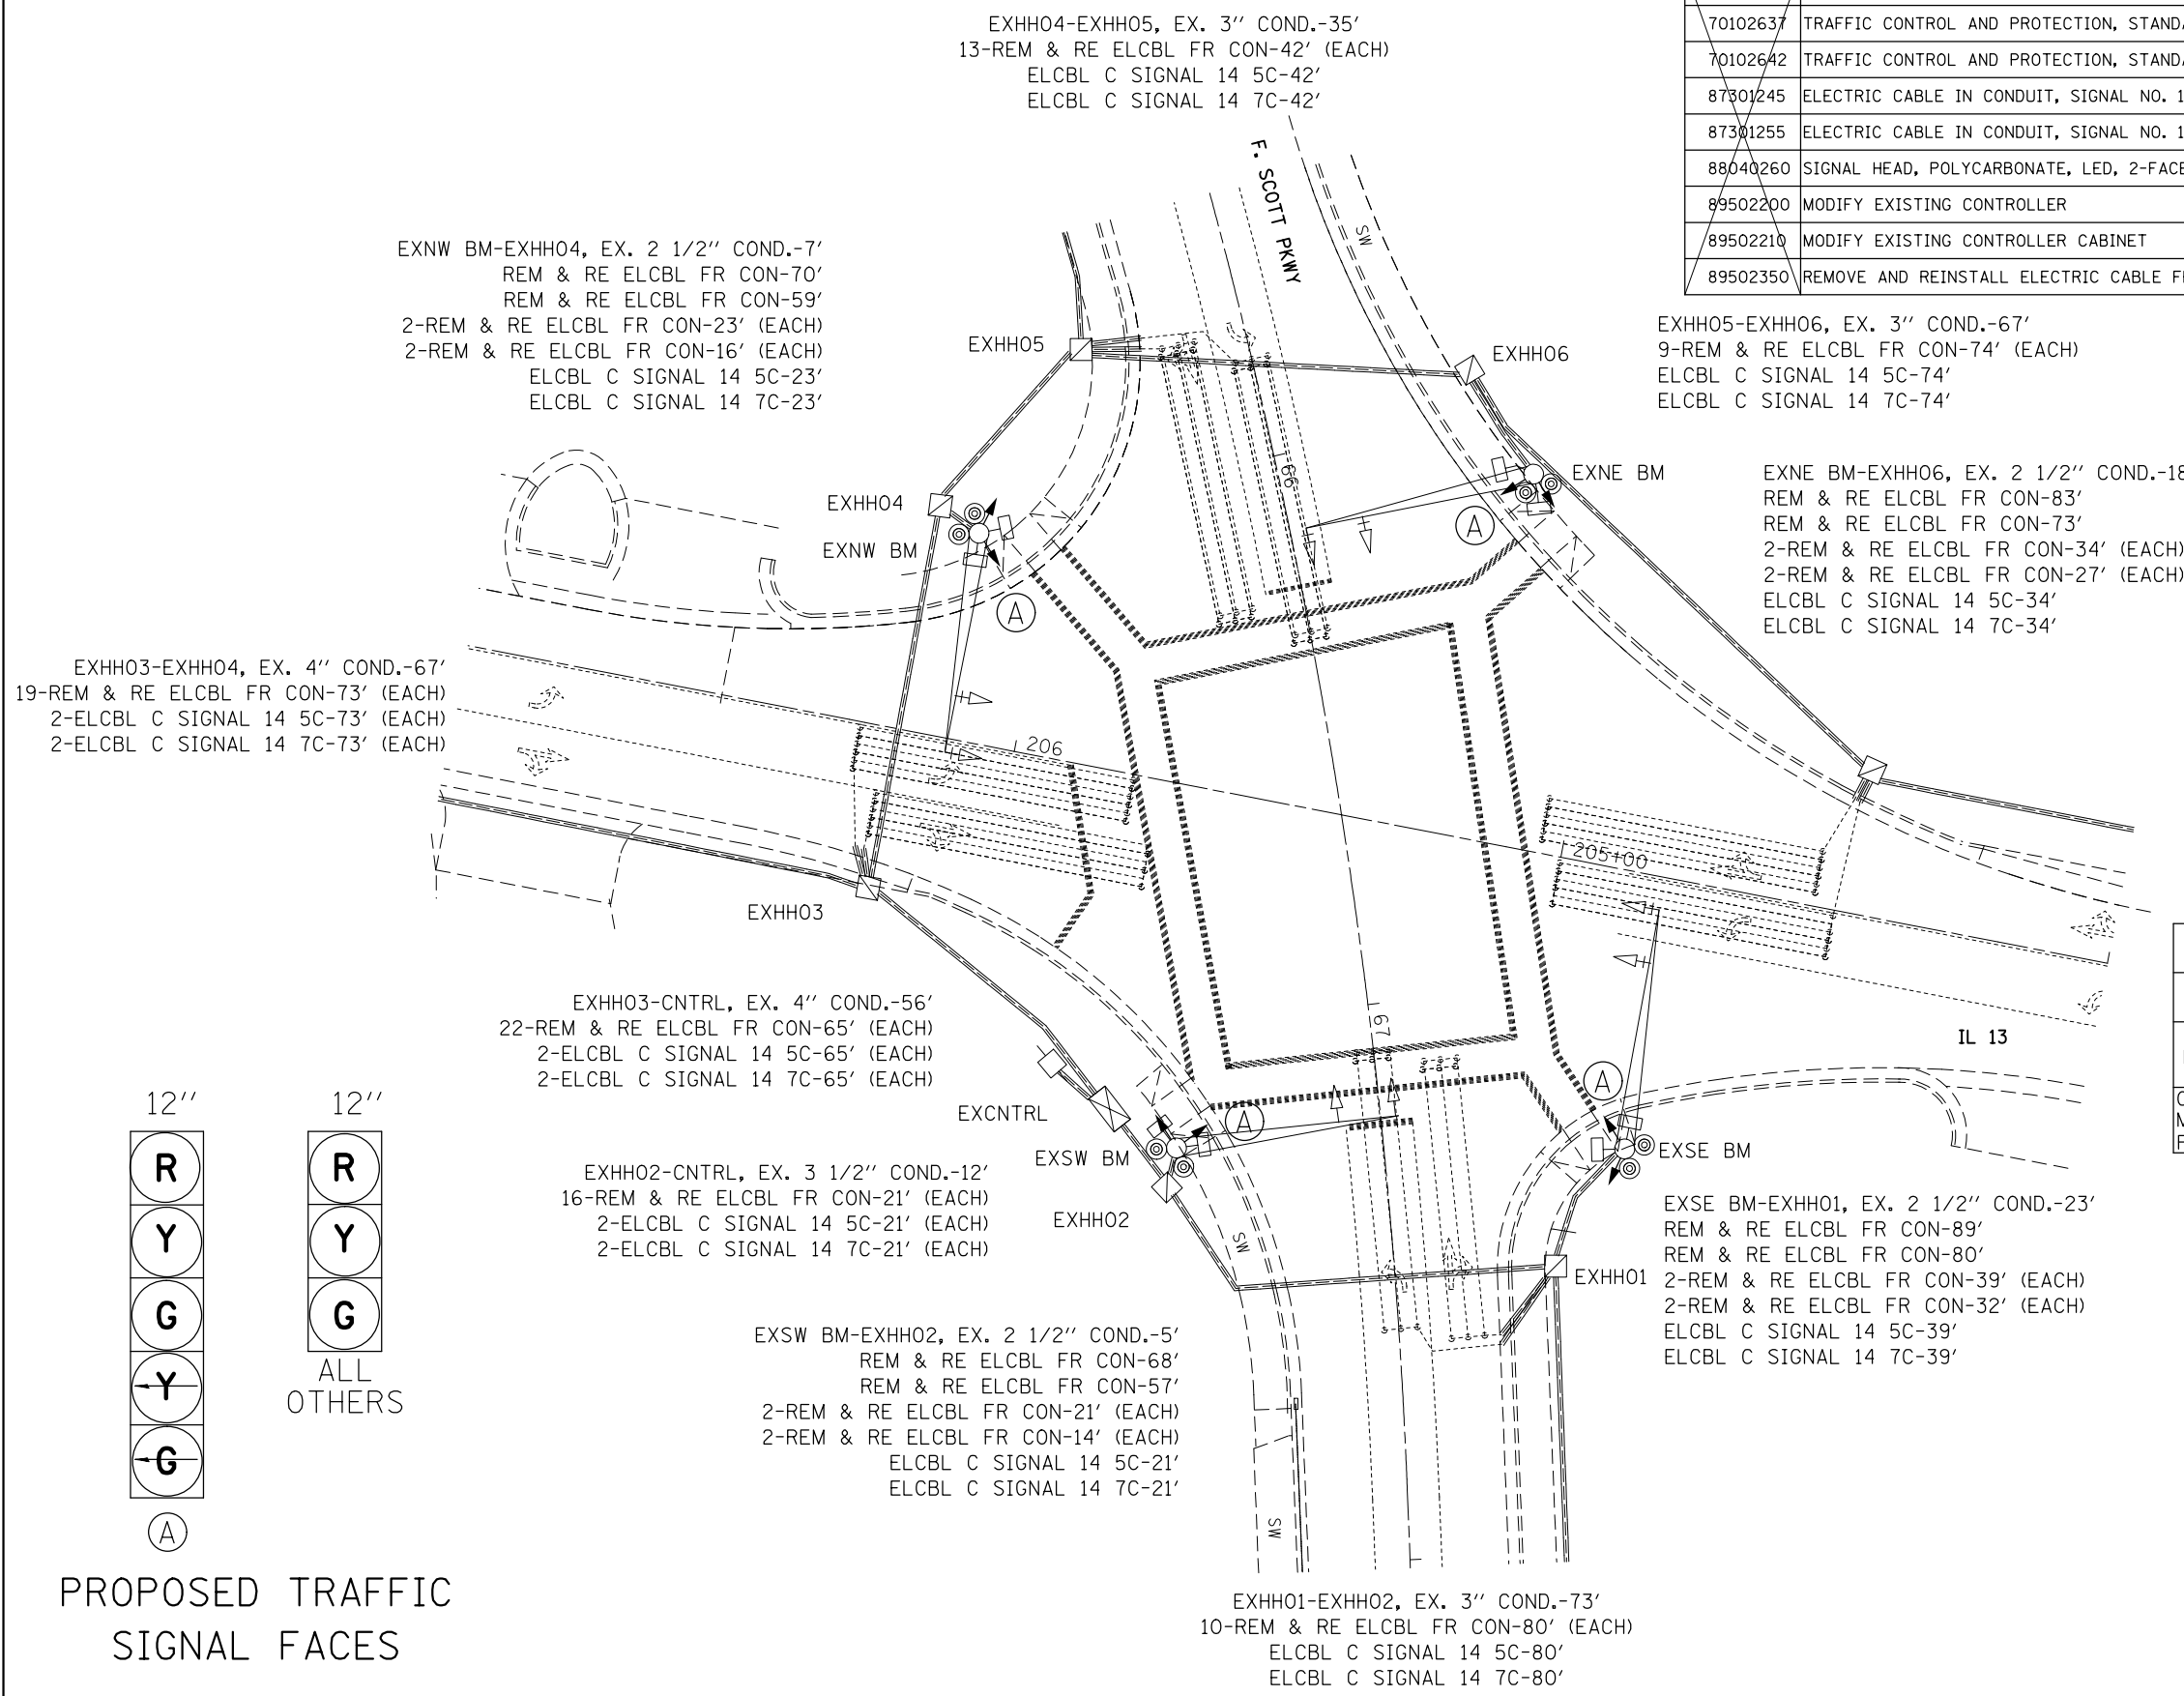 EXHH04-EXHH05, EX. 3'' COND.-35'
13-REM & RE ELCBL FR CON-42' (EACH)
ELCBL C SIGNAL 14 5C-42'
ELCBL C SIGNAL 14 7C-42'
70102637 TRAFFIC CONTROL AND PROTECTION, STANDA
70102642 TRAFFIC CONTROL AND PROTECTION, STANDA
87301245 ELECTRIC CABLE IN CONDUIT, SIGNAL NO. 1
87301255 ELECTRIC CABLE IN CONDUIT, SIGNAL NO. 1
88040260 SIGNAL HEAD, POLYCARBONATE, LED, 2-FACE
89502200 MODIFY EXISTING CONTROLLER
89502210 MODIFY EXISTING CONTROLLER CABINET
89502350 REMOVE AND REINSTALL ELECTRIC CABLE F
F. SCOTT PKWY
SW
EXNW BM-EXHH04, EX. 2 1/2'' COND.-7'
REM & RE ELCBL FR CON-70'
REM & RE ELCBL FR CON-59'
2-REM & RE ELCBL FR CON-23' (EACH)
2-REM & RE ELCBL FR CON-16' (EACH)
ELCBL C SIGNAL 14 5C-23'
ELCBL C SIGNAL 14 7C-23'
EXHH05
EXHH06
EXHH05-EXHH06, EX. 3'' COND.-67'
9-REM & RE ELCBL FR CON-74' (EACH)
ELCBL C SIGNAL 14 5C-74'
ELCBL C SIGNAL 14 7C-74'
66
EXNE BM
EXNE BM-EXHH06, EX. 2 1/2'' COND.-18
REM & RE ELCBL FR CON-83'
REM & RE ELCBL FR CON-73'
2-REM & RE ELCBL FR CON-34' (EACH)
2-REM & RE ELCBL FR CON-27' (EACH)
ELCBL C SIGNAL 14 5C-34'
ELCBL C SIGNAL 14 7C-34'
EXHH04
EXNW BM
A
A
EXHH03-EXHH04, EX. 4'' COND.-67'
19-REM & RE ELCBL FR CON-73' (EACH)
2-ELCBL C SIGNAL 14 5C-73' (EACH)
2-ELCBL C SIGNAL 14 7C-73' (EACH)
206
205+00
EXHH03
EXHH03-CNTRL, EX. 4'' COND.-56'
22-REM & RE ELCBL FR CON-65' (EACH)
2-ELCBL C SIGNAL 14 5C-65' (EACH)
2-ELCBL C SIGNAL 14 7C-65' (EACH)
67
IL 13
EXCNTRL
A
A
EXSW BM
EXSE BM
EXHH02-CNTRL, EX. 3 1/2'' COND.-12'
16-REM & RE ELCBL FR CON-21' (EACH)
2-ELCBL C SIGNAL 14 5C-21' (EACH)
2-ELCBL C SIGNAL 14 7C-21' (EACH)
EXHH02
SW
EXHH01
EXSE BM-EXHH01, EX. 2 1/2'' COND.-23'
REM & RE ELCBL FR CON-89'
REM & RE ELCBL FR CON-80'
2-REM & RE ELCBL FR CON-39' (EACH)
2-REM & RE ELCBL FR CON-32' (EACH)
ELCBL C SIGNAL 14 5C-39'
ELCBL C SIGNAL 14 7C-39'
EXSW BM-EXHH02, EX. 2 1/2'' COND.-5'
REM & RE ELCBL FR CON-68'
REM & RE ELCBL FR CON-57'
2-REM & RE ELCBL FR CON-21' (EACH)
2-REM & RE ELCBL FR CON-14' (EACH)
ELCBL C SIGNAL 14 5C-21'
ELCBL C SIGNAL 14 7C-21'
SW
12'' 12''
R R
Y Y
G G
Y
G
ALL
OTHERS
A
PROPOSED TRAFFIC
SIGNAL FACES
EXHH01-EXHH02, EX. 3'' COND.-73'
10-REM & RE ELCBL FR CON-80' (EACH)
ELCBL C SIGNAL 14 5C-80'
ELCBL C SIGNAL 14 7C-80'